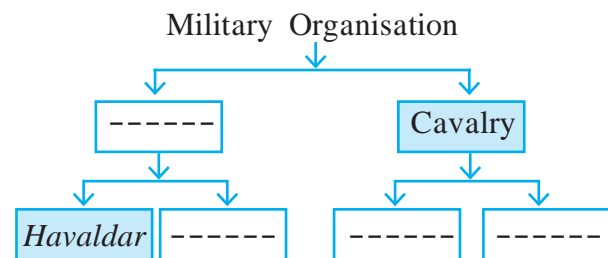 Military Organisation
------ Cavalry
Havaldar ------ ------ ------